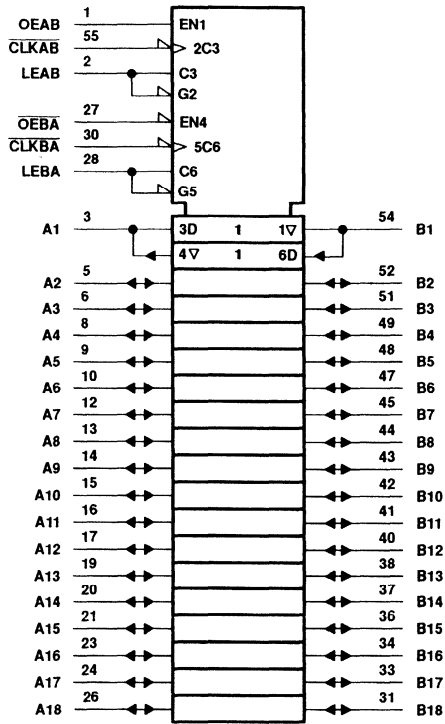 1
OEAB EN1
55
CLKAB 2C3
2
LEAB C3
G2
27
OEBA EN4
30
CLKBA 5C6
28
LEBA C6
G5
3 54
A1 3D 1 1▽ B1
4▽ 1 6D
5 52
A2 B2
6 51
A3 B3
8 49
A4 B4
9 48
A5 B5
10 47
A6 B6
12 45
A7 B7
13 44
A8 B8
14 43
A9 B9
15 42
A10 B10
16 41
A11 B11
17 40
A12 B12
19 38
A13 B13
20 37
A14 B14
21 36
A15 B15
23 34
A16 B16
24 33
A17 B17
26 31
A18 B18